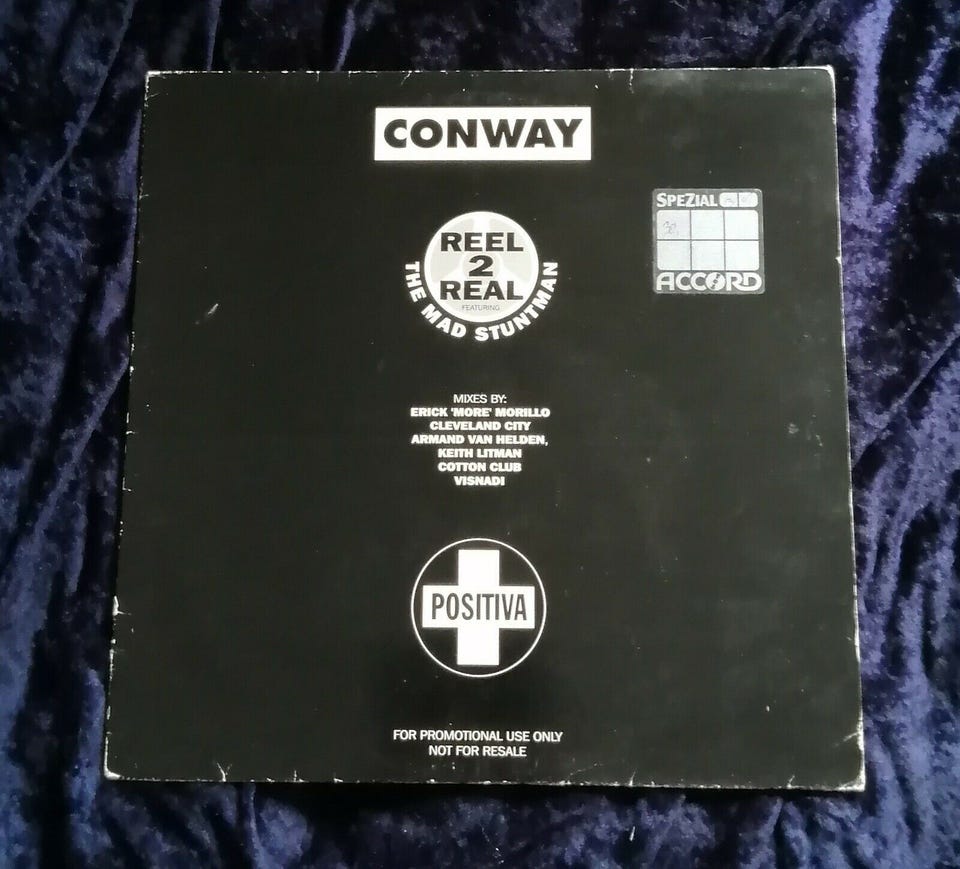 CONWAY
SPEZIAL
ACCORD
REEL
2
REAL
FEATURING
THE MAD STUNTMAN
MIXES BY:
ERICK 'MORE' MORILLO
CLEVELAND CITY
ARMAND VAN HELDEN,
KEITH LITMAN
COTTON CLUB
VISNADI
POSITIVA
FOR PROMOTIONAL USE ONLY
NOT FOR RESALE